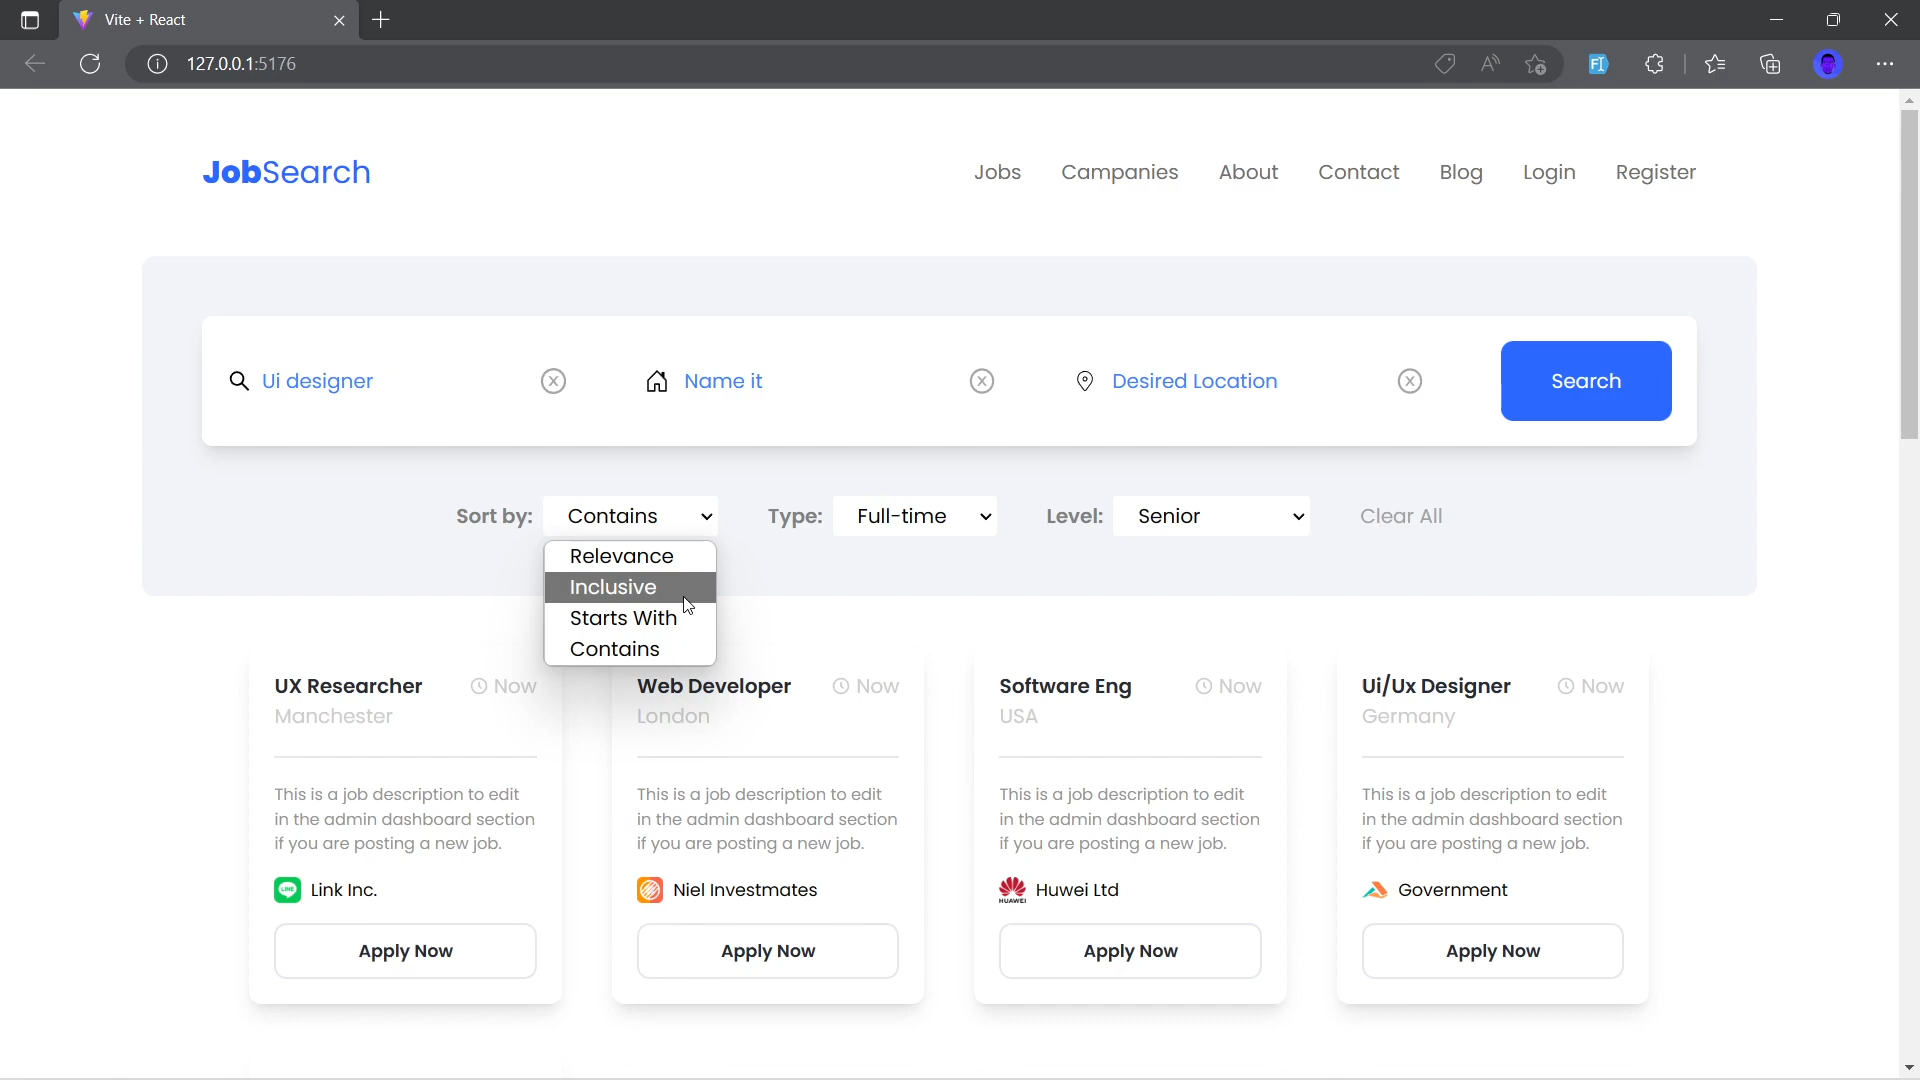 Vite + React
127.0.0.1:5176
JobSearch
Jobs Campanies About Contact Blog Login Register
Ui designer Name it Desired Location Search
Sort by: Contains Type: Full-time Level: Senior Clear All
Relevance
Inclusive
Starts With
Contains
UX Researcher Now
Manchester
This is a job description to edit
in the admin dashboard section
if you are posting a new job.
LINE Link Inc.
Apply Now
Web Developer Now
London
This is a job description to edit
in the admin dashboard section
if you are posting a new job.
Niel Investmates
Apply Now
Software Eng Now
USA
This is a job description to edit
in the admin dashboard section
if you are posting a new job.
HUAWEI Huwei Ltd
Apply Now
Ui/Ux Designer Now
Germany
This is a job description to edit
in the admin dashboard section
if you are posting a new job.
Government
Apply Now